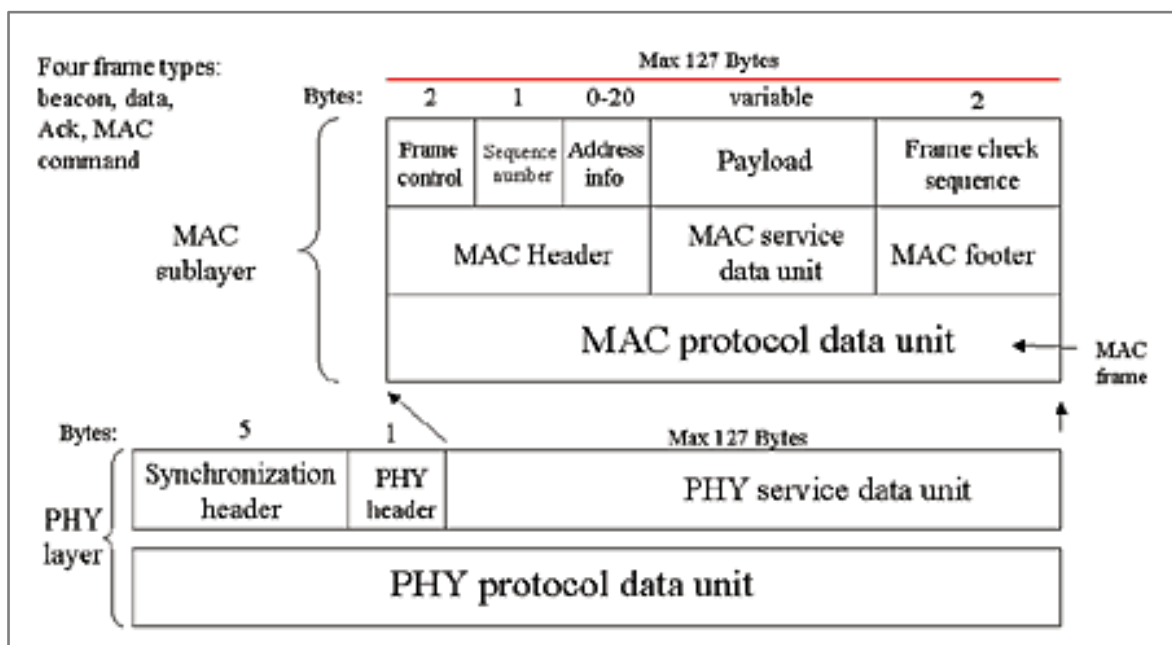 Four frame types:
beacon, data,
Ack, MAC
command
Max 127 Bytes
Bytes: 2 1 0-20 variable 2
Frame control
Sequence number
Address info
Payload
Frame check sequence
MAC sublayer
MAC Header
MAC service data unit
MAC footer
MAC protocol data unit
MAC frame
Bytes: 5 1 Max 127 Bytes
Synchronization header
PHY header
PHY service data unit
PHY layer
PHY protocol data unit